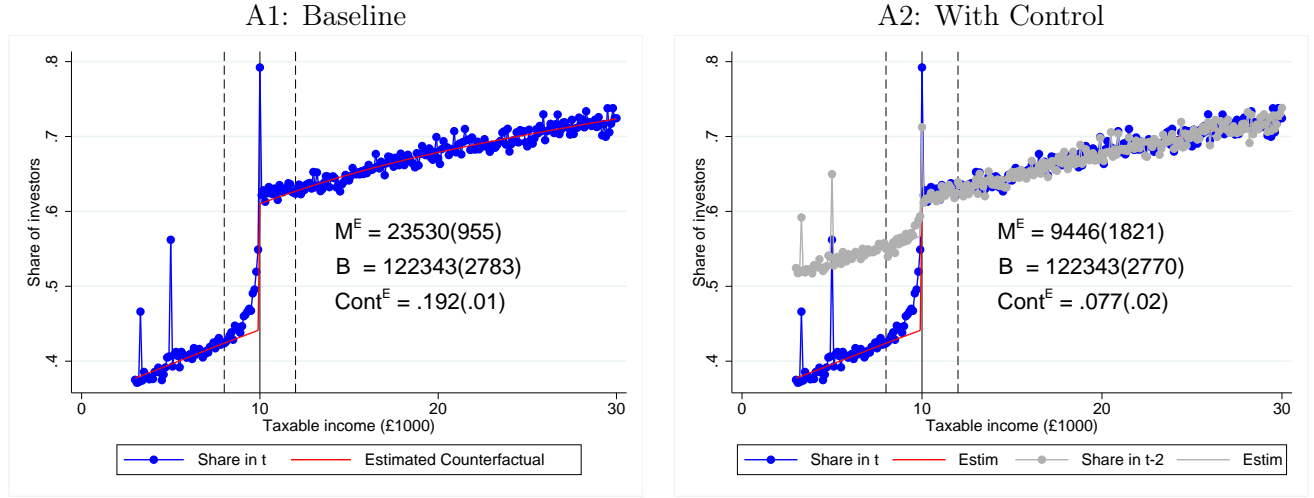 A1: Baseline
.8
.7
.6
.5
.4
Share of investors
M^E = 23530(955)
B = 122343(2783)
Cont^E = .192(.01)
0 10 20 30
Taxable income (£1000)
Share in t Estimated Counterfactual
A2: With Control
.8
.7
.6
.5
.4
Share of investors
M^E = 9446(1821)
B = 122343(2770)
Cont^E = .077(.02)
0 10 20 30
Taxable income (£1000)
Share in t Estim Share in t-2 Estim